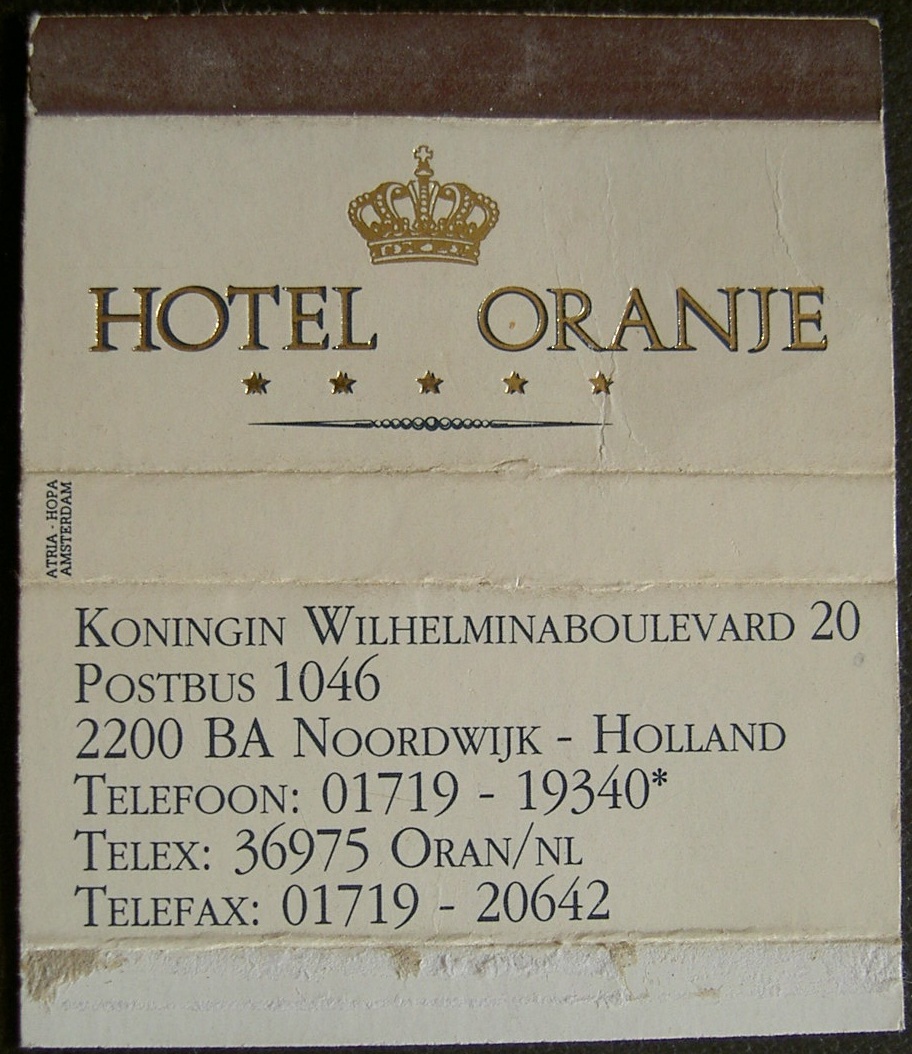 HOTEL ORANJE
ATRIA - HOPA
AMSTERDAM
KONINGIN WILHELMINABOULEVARD 20
POSTBUS 1046
2200 BA NOORDWIJK - HOLLAND
TELEFOON: 01719 - 19340*
TELEX: 36975 ORAN/NL
TELEFAX: 01719 - 20642